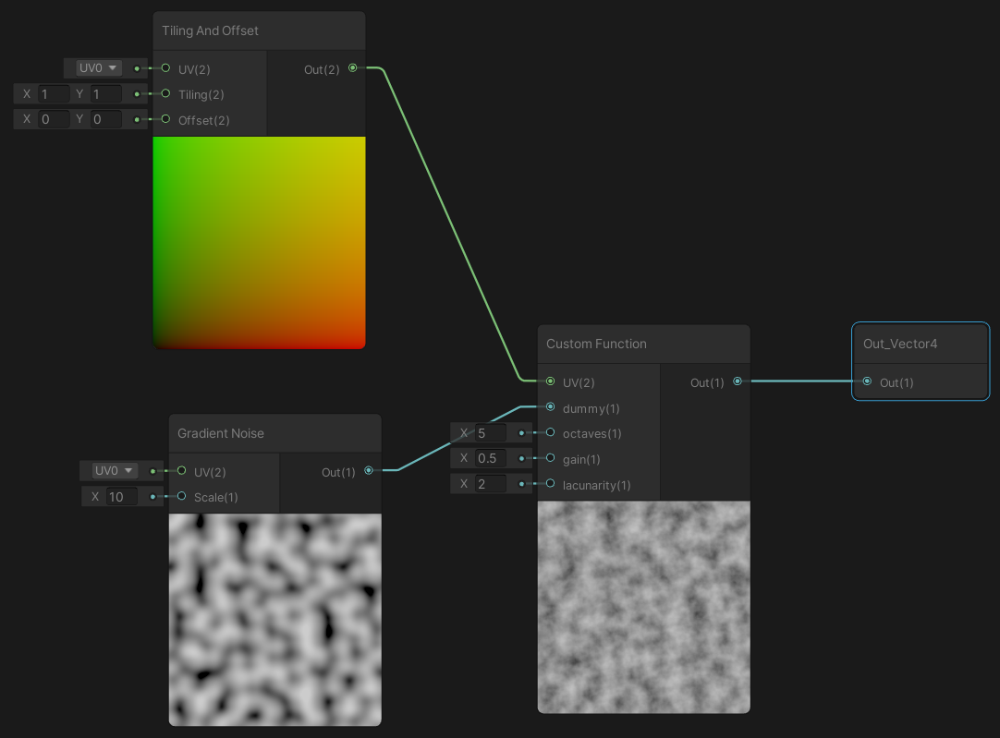 Tiling And Offset
UV0 UV(2) Out(2)
X 1 Y 1 Tiling(2)
X 0 Y 0 Offset(2)
Custom Function
UV(2) Out(1)
dummy(1)
X 5 octaves(1)
X 0.5 gain(1)
X 2 lacunarity(1)
Out_Vector4
Out(1)
Gradient Noise
UV0 UV(2) Out(1)
X 10 Scale(1)